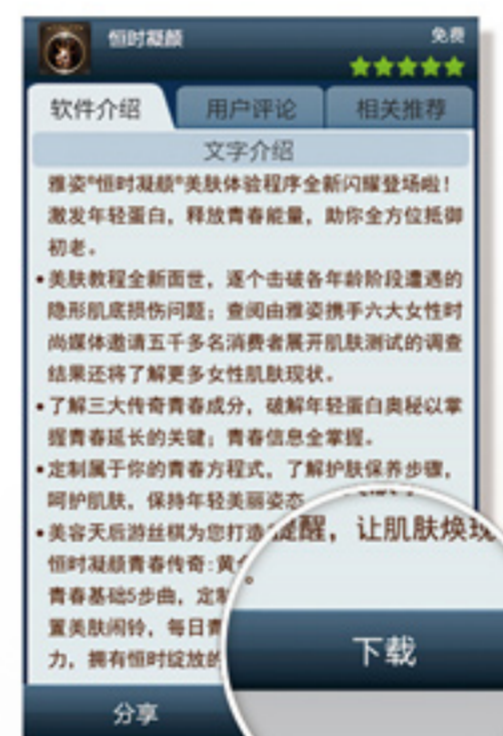 恒时凝颜
免费
软件介绍 用户评论 相关推荐
文字介绍
雅姿®恒时凝颜®美肤体验程序全新闪耀登场啦!
激发年轻蛋白，释放青春能量，助你全方位抵御
初老。
•美肤教程全新面世，逐个击破各年龄阶段遭遇的
隐形肌底损伤问题；查阅由雅姿携手六大女性时
尚媒体邀请五千多名消费者展开肌肤测试的调查
结果还将了解更多女性肌肤现状。
•了解三大传奇青春成分，破解年轻蛋白奥秘以掌
握青春延长的关键；青春信息全掌握。
•定制属于你的青春方程式，了解护肤保养步骤，
呵护肌肤，保持年轻美丽姿态
•美容天后游丝棋为您打造
恒时凝颜青春传奇:黄金
青春基础5步曲，定制
置美肤闹铃，每日青
力，拥有恒时绽放的
提醒，让肌肤焕现
下载
分享